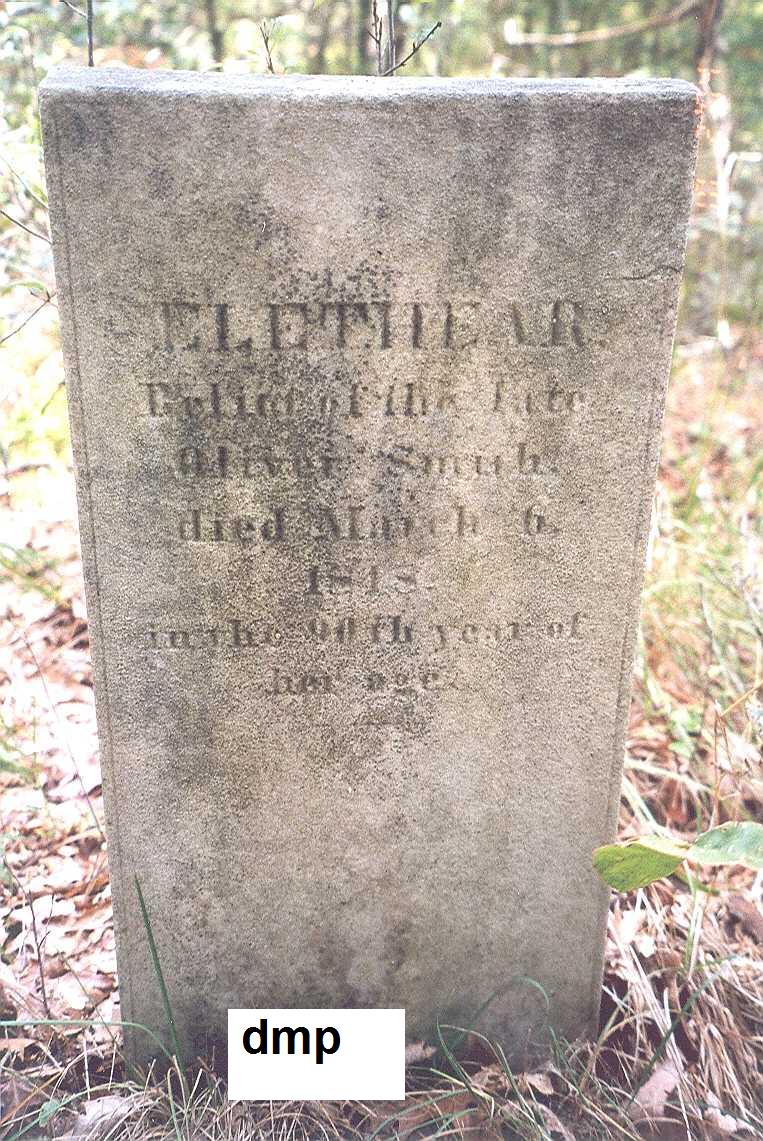 ELETHEAR.
Relict of the late
Oliver Smith.
died March 6.
1848.
in the 90th year of
her age.
dmp